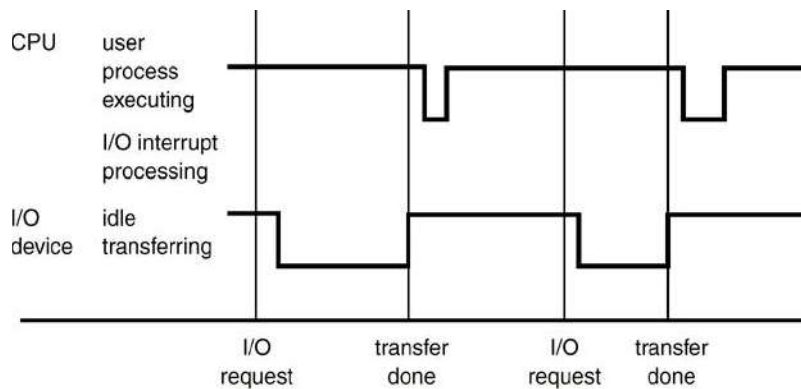 CPU user
process
executing
I/O interrupt
processing
I/O idle
device transferring
I/O transfer I/O transfer
request done request done